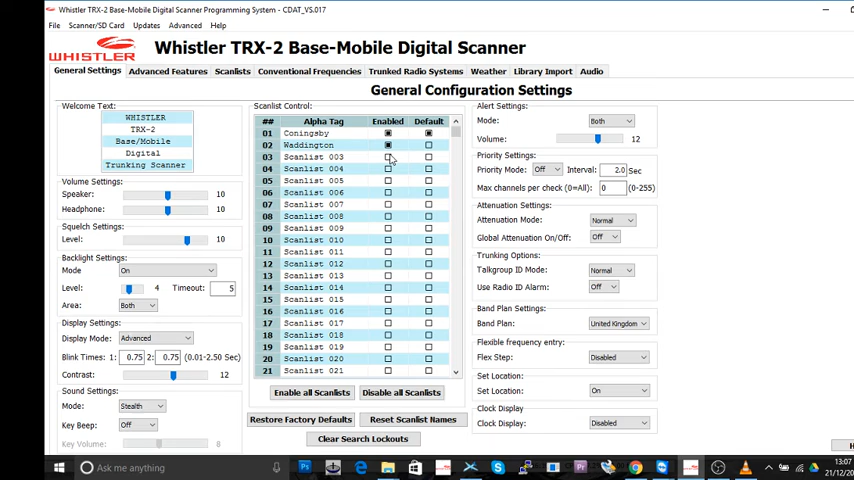 Whistler TRX-2 Base-Mobile Digital Scanner Programming System - CDAT_VS.017
File Scanner/SD Card Updates Advanced Help
WHISTLER
Whistler TRX-2 Base-Mobile Digital Scanner
General Settings Advanced Features Scanlists Conventional Frequencies Trunked Radio Systems Weather Library Import Audio
General Configuration Settings
Welcome Text:
WHISTLER
TRX-2
Base/Mobile
Digital
Trunking Scanner
Volume Settings:
Speaker: 10
Headphone: 10
Squelch Settings:
Level: 10
Backlight Settings:
Mode On
Level: 4 Timeout: 5
Area: Both
Display Settings:
Display Mode: Advanced
Blink Times: 1: 0.75 2: 0.75 (0.01-2.50 Sec)
Contrast: 12
Sound Settings:
Mode: Stealth
Key Beep: Off
Key Volume: 8
Scanlist Control:
## Alpha Tag Enabled Default
01 Coningsby
02 Waddington
03 Scanlist 003
04 Scanlist 004
05 Scanlist 005
06 Scanlist 006
07 Scanlist 007
08 Scanlist 008
09 Scanlist 009
10 Scanlist 010
11 Scanlist 011
12 Scanlist 012
13 Scanlist 013
14 Scanlist 014
15 Scanlist 015
16 Scanlist 016
17 Scanlist 017
18 Scanlist 018
19 Scanlist 019
20 Scanlist 020
21 Scanlist 021
Enable all Scanlists Disable all Scanlists
Restore Factory Defaults Reset Scanlist Names
Clear Search Lockouts
Alert Settings:
Mode: Both
Volume: 12
Priority Settings:
Priority Mode: Off Interval: 2.0 Sec
Max channels per check (0=All): 0 (0-255)
Attenuation Settings:
Attenuation Mode: Normal
Global Attenuation On/Off: Off
Trunking Options:
Talkgroup ID Mode: Normal
Use Radio ID Alarm: Off
Band Plan Settings:
Band Plan: United Kingdom
Flexible frequency entry:
Flex Step: Disabled
Set Location:
Set Location: On
Clock Display
Clock Display: Disabled
Ask me anything
13:07
21/12/20